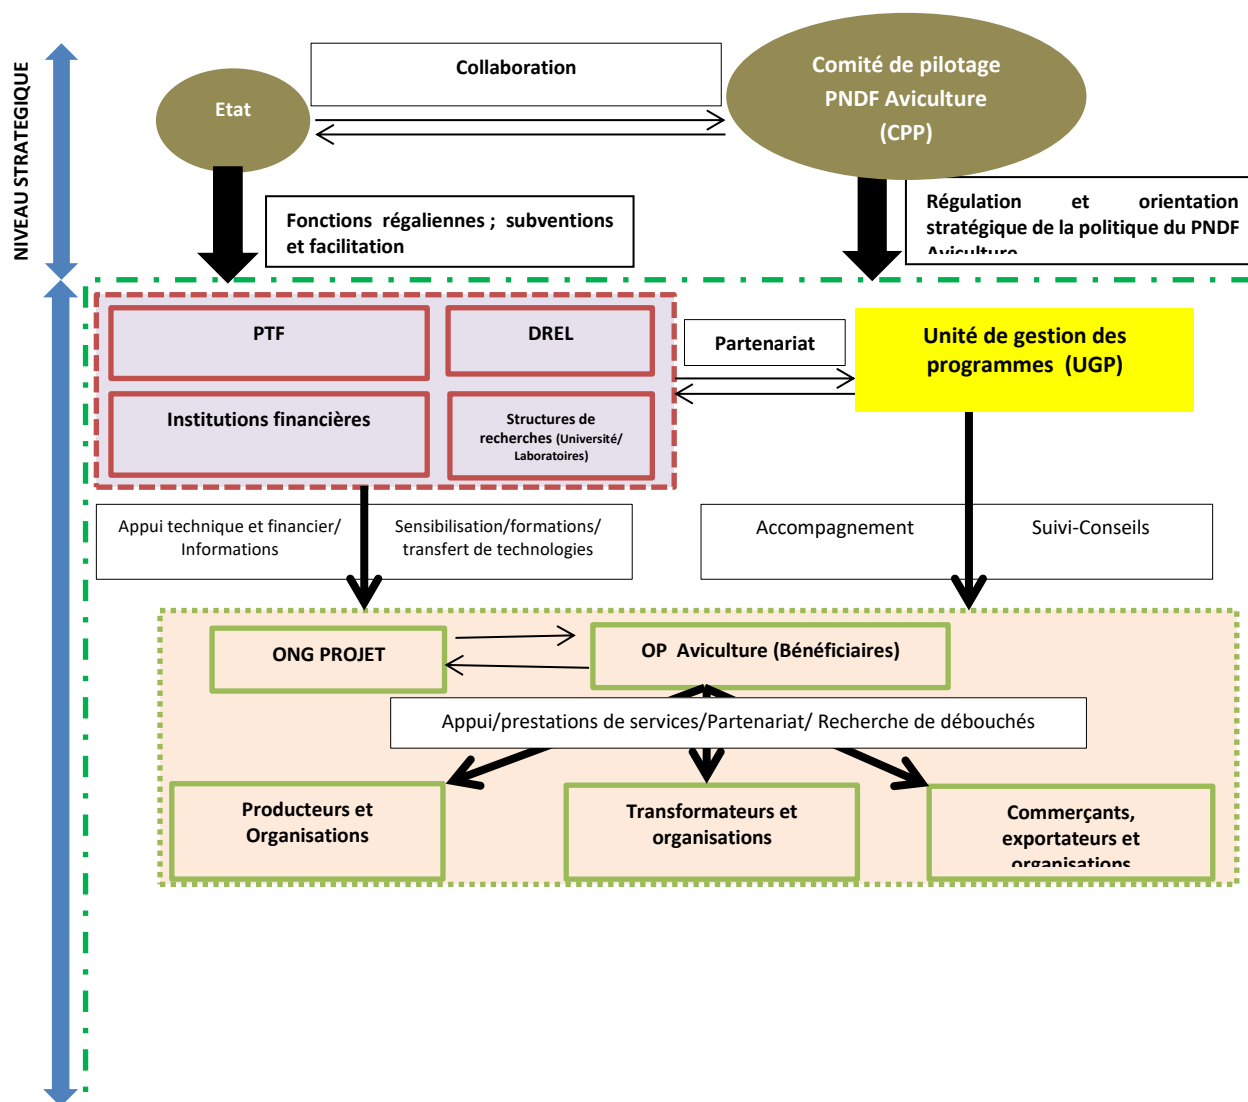 NIVEAU STRATEGIQUE
Collaboration
Etat
Comité de pilotage
PNDF Aviculture
(CPP)
Fonctions régaliennes ; subventions
et facilitation
Régulation et orientation
stratégique de la politique du PNDF
Aviculture
PTF
DREL
Institutions financières
Structures de
recherches (Université/
Laboratoires)
Partenariat
Unité de gestion des
programmes (UGP)
Appui technique et financier/
Informations
Sensibilisation/formations/
transfert de technologies
Accompagnement
Suivi-Conseils
ONG PROJET
OP Aviculture (Bénéficiaires)
Appui/prestations de services/Partenariat/ Recherche de débouchés
Producteurs et
Organisations
Transformateurs et
organisations
Commerçants,
exportateurs et
organisations